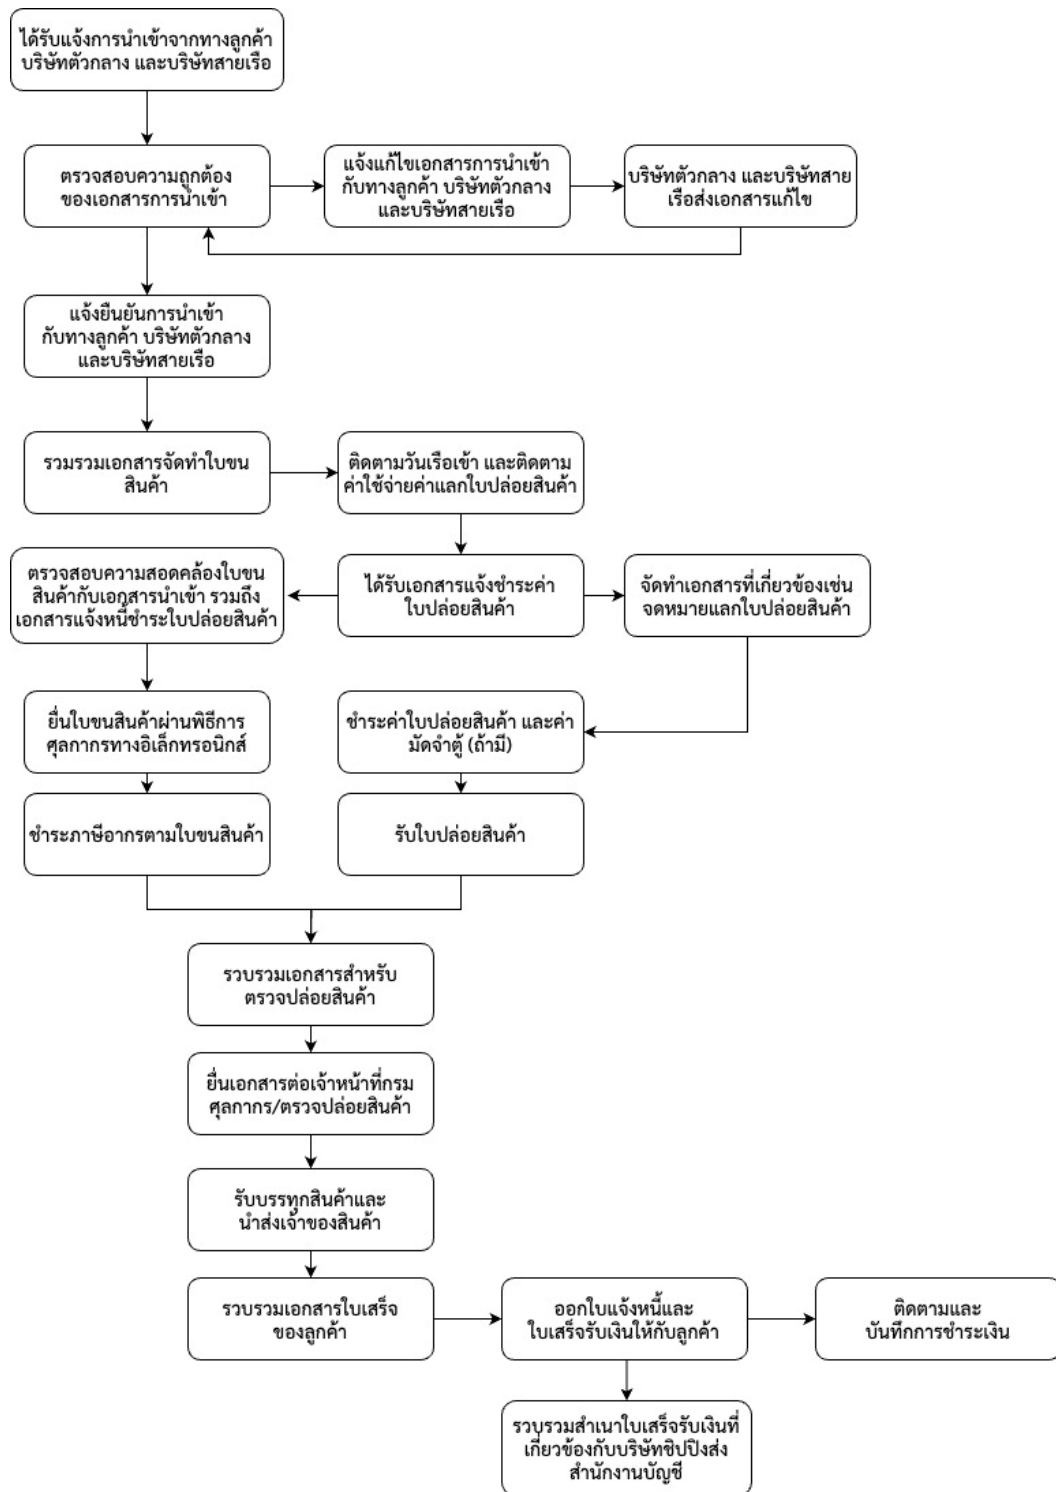 ได้รับแจ้งการนำเข้าจากทางลูกค้า
บริษัทตัวกลาง และบริษัทสายเรือ
ตรวจสอบความถูกต้อง
ของเอกสารการนำเข้า
แจ้งแก้ไขเอกสารการนำเข้า
กับทางลูกค้า บริษัทตัวกลาง
และบริษัทสายเรือ
บริษัทตัวกลาง และบริษัทสาย
เรือส่งเอกสารแก้ไข
แจ้งยืนยันการนำเข้า
กับทางลูกค้า บริษัทตัวกลาง
และบริษัทสายเรือ
รวมรวมเอกสารจัดทำใบขน
สินค้า
ติดตามวันเรือเข้า และติดตาม
ค่าใช้จ่ายค่าแลกใบปล่อยสินค้า
ตรวจสอบความสอดคล้องใบขน
สินค้ากับเอกสารนำเข้า รวมถึง
เอกสารแจ้งหนี้ชำระใบปล่อยสินค้า
ได้รับเอกสารแจ้งชำระค่า
ใบปล่อยสินค้า
จัดทำเอกสารที่เกี่ยวข้องเช่น
จดหมายแลกใบปล่อยสินค้า
ยื่นใบขนสินค้าผ่านพิธีการ
ศุลกากรทางอิเล็กทรอนิกส์
ชำระค่าใบปล่อยสินค้า และค่า
มัดจำตู้ (ถ้ามี)
ชำระภาษีอากรตามใบขนสินค้า
รับใบปล่อยสินค้า
รวบรวมเอกสารสำหรับ
ตรวจปล่อยสินค้า
ยื่นเอกสารต่อเจ้าหน้าที่กรม
ศุลกากร/ตรวจปล่อยสินค้า
รับบรรทุกสินค้าและ
นำส่งเจ้าของสินค้า
รวบรวมเอกสารใบเสร็จ
ของลูกค้า
ออกใบแจ้งหนี้และ
ใบเสร็จรับเงินให้กับลูกค้า
ติดตามและ
บันทึกการชำระเงิน
รวบรวมสำเนาใบเสร็จรับเงินที่
เกี่ยวข้องกับบริษัทชิปปิงส่ง
สำนักงานบัญชี